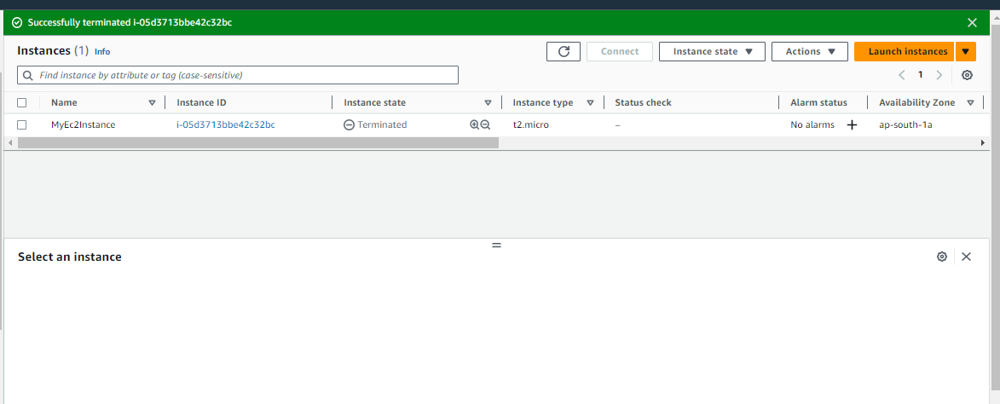 Successfully terminated i-05d3713bbe42c32bc
Instances (1) Info
Connect
Instance state
Actions
Launch instances
Find instance by attribute or tag (case-sensitive)
1
Name Instance ID Instance state Instance type Status check Alarm status Availability Zone
MyEc2Instance i-05d3713bbe42c32bc Terminated t2.micro – No alarms + ap-south-1a
Select an instance